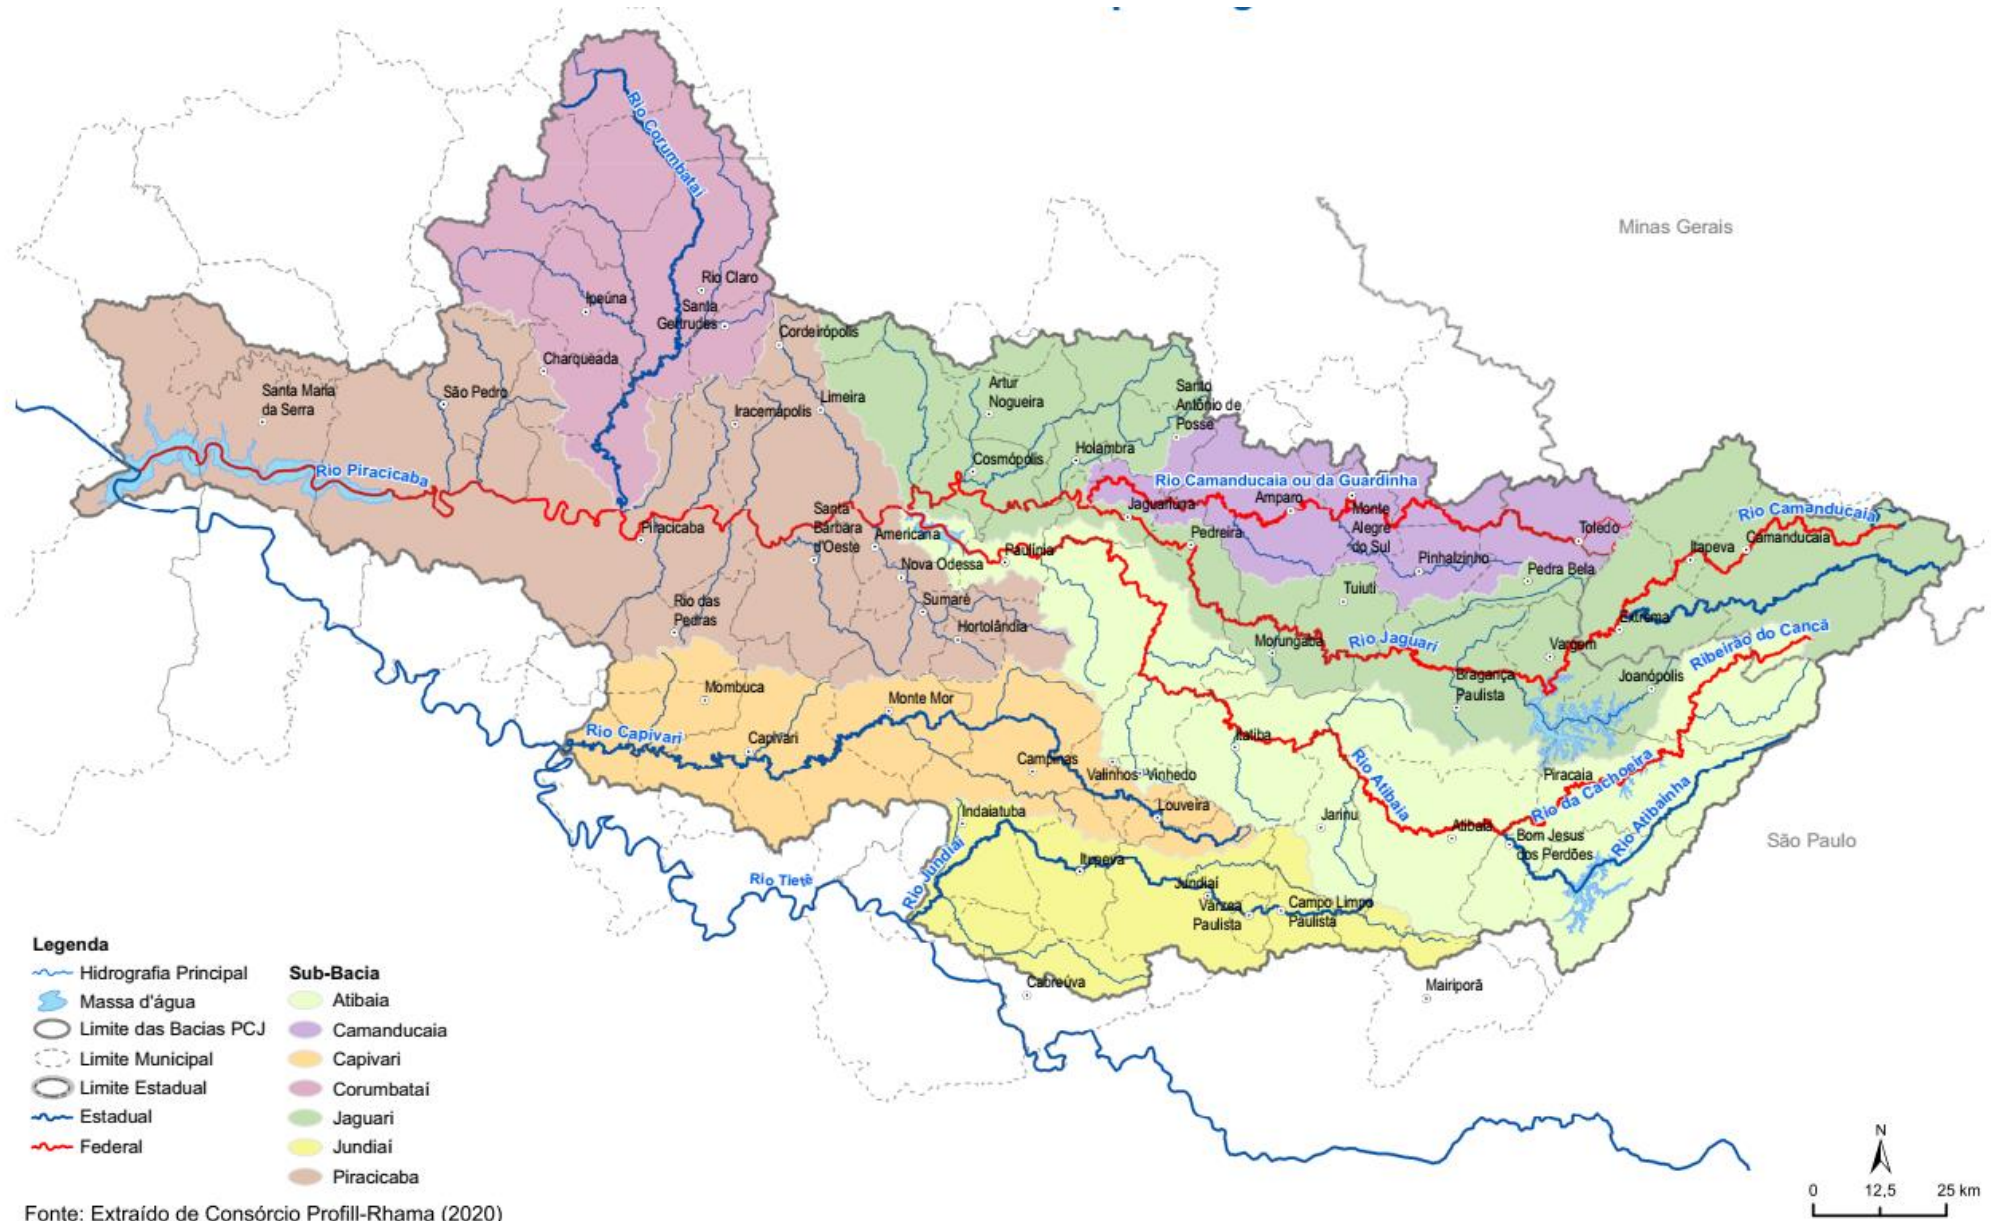 Minas Gerais
Rio Corumbataí
Rio Claro
Ipeúna
Santa
Gertrudes
Cordeirópolis
Charqueada
Santa Maria
da Serra
São Pedro
Iracemápolis
Limeira
Artur
Nogueira
Santo
Antônio de
Posse
Holambra
Cosmópolis
Rio Piracicaba
Rio Camanducaia ou da Guardinha
Jaguariúna
Amparo
Monte
Alegre
do Sul
Toledo
Rio Camanducaia
Itapeva
Camanducaia
Piracicaba
Santa
Bárbara
d'Oeste
Americana
Paulínia
Pedreira
Nova Odessa
Pinhalzinho
Pedra Bela
Tuiuti
Sumaré
Rio das
Pedras
Hortolândia
Extrema
Morungaba
Rio Jaguari
Vargem
Ribeirão do Cancã
Bragança
Paulista
Joanópolis
Mombuca
Monte Mor
Rio Capivari
Capivari
Itatiba
Campinas
Valinhos
Vinhedo
Rio Atibaia
Piracaia
Rio da Cachoeira
Louveira
Jarinu
Atibaia
Bom Jesus
dos Perdões
Rio Atibainha
São Paulo
Indaiatuba
Itupeva
Rio Jundiaí
Rio Tietê
Jundiaí
Várzea
Paulista
Campo Limpo
Paulista
Cabreúva
Mairiporã
Legenda
Hidrografia Principal
Massa d'água
Limite das Bacias PCJ
Limite Municipal
Limite Estadual
Estadual
Federal
Sub-Bacia
Atibaia
Camanducaia
Capivari
Corumbataí
Jaguari
Jundiaí
Piracicaba
N
0 12,5 25 km
Fonte: Extraído de Consórcio Profill-Rhama (2020)